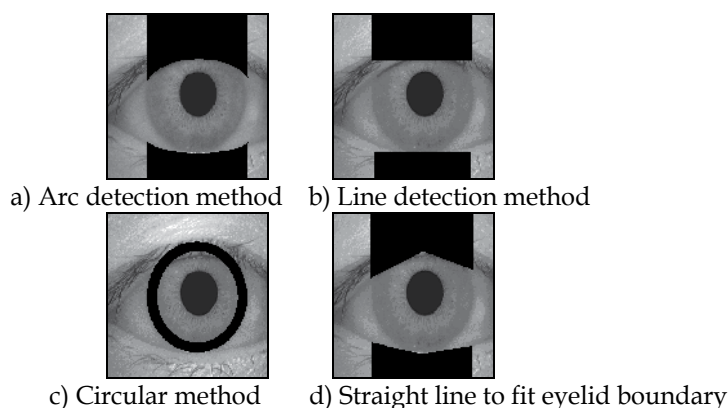 a) Arc detection method b) Line detection method
c) Circular method d) Straight line to fit eyelid boundary